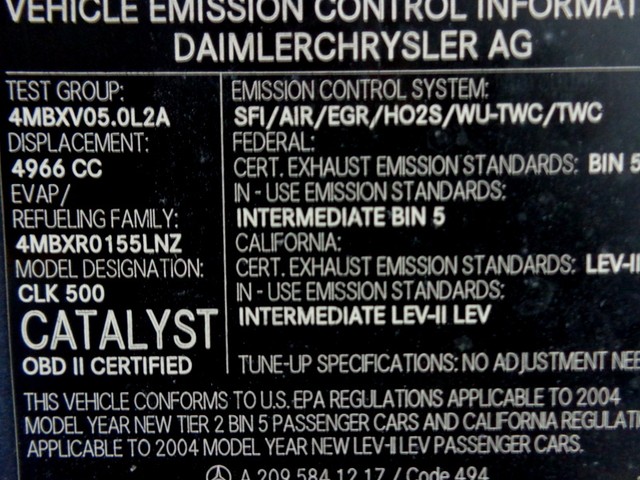 VEHICLE EMISSION CONTROL
DAIMLERCHRYSLER AG
TEST GROUP:
4MBXV05.0L2A
DISPLACEMENT:
4966 CC
EVAP/
REFUELING FAMILY:
4MBXR0155LNZ
MODEL DESIGNATION:
CLK 500
CATALYST
OBD II CERTIFIED
EMISSION CONTROL SYSTEM:
SFI/AIR/EGR/HO2S/WU-TWC/TWC
FEDERAL:
CERT. EXHAUST EMISSION STANDARDS: BIN 5
IN - USE EMISSION STANDARDS:
INTERMEDIATE BIN 5
CALIFORNIA:
CERT. EXHAUST EMISSION STANDARDS: LEV-II
IN - USE EMISSION STANDARDS:
INTERMEDIATE LEV-II LEV
TUNE-UP SPECIFICATIONS: NO ADJUSTMENT
THIS VEHICLE CONFORMS TO U.S. EPA REGULATIONS APPLICABLE TO 2004
MODEL YEAR NEW TIER 2 BIN 5 PASSENGER CARS AND CALIFORNIA
APPLICABLE TO 2004 MODEL YEAR NEW LEV-II LEV PASSENGER CARS.
A 209 584 12 17 / Code 494